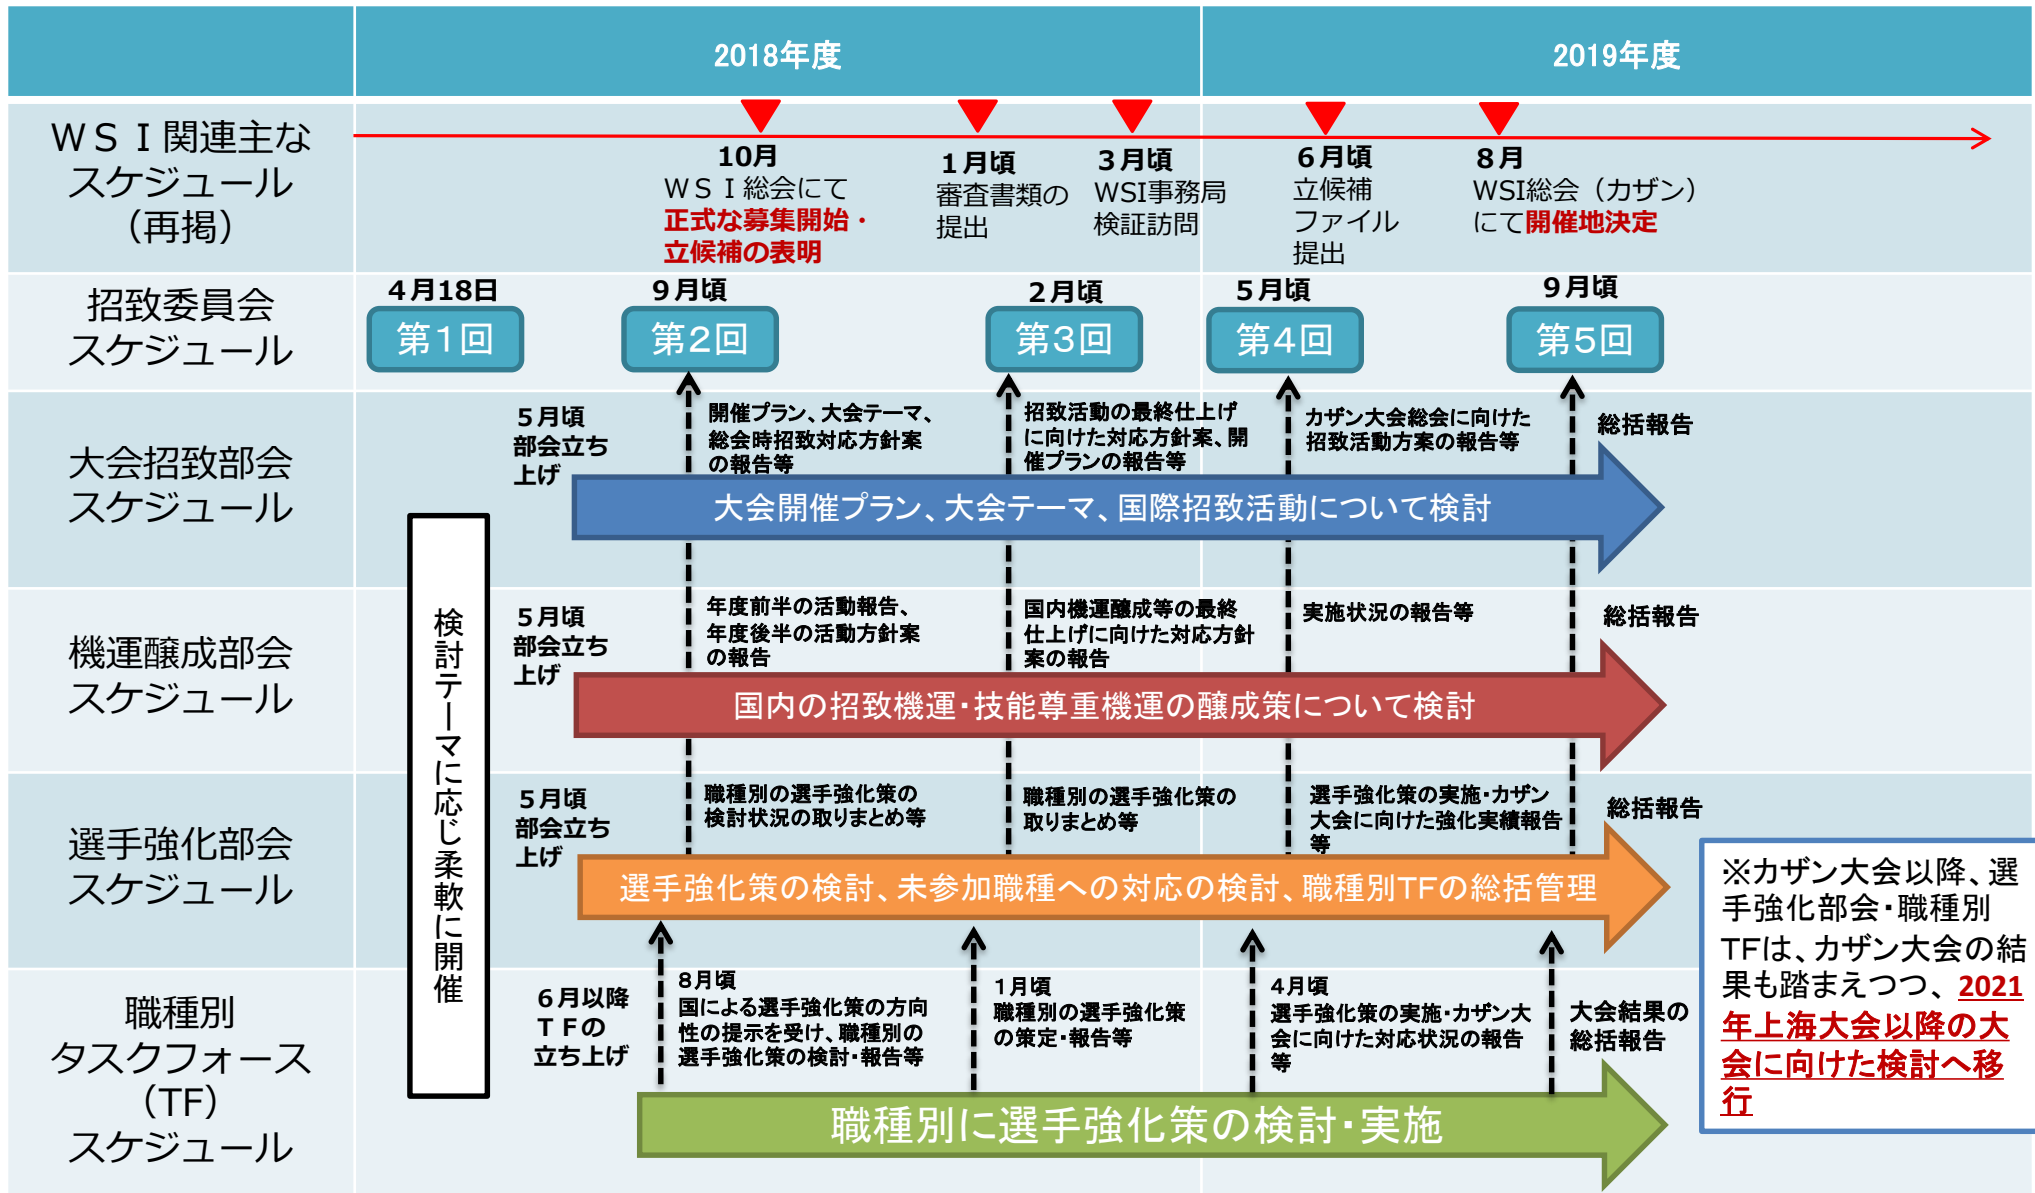 2018年度
2019年度
ＷＳＩ関連主な
スケジュール
（再掲）
10月
ＷＳＩ総会にて
正式な募集開始・
立候補の表明
１月頃
審査書類の
提出
３月頃
WSI事務局
検証訪問
６月頃
立候補
ファイル
提出
８月
WSI総会（カザン）
にて開催地決定
招致委員会
スケジュール
４月18日
第１回
９月頃
第２回
２月頃
第３回
５月頃
第４回
９月頃
第５回
大会招致部会
スケジュール
５月頃
部会立ち
上げ
開催プラン、大会テーマ、
総会時招致対応方針案
の報告等
招致活動の最終仕上げ
に向けた対応方針案、開
催プランの報告等
カザン大会総会に向けた
招致活動方案の報告等
総括報告
大会開催プラン、大会テーマ、国際招致活動について検討
検討テーマに応じ柔軟に開催
機運醸成部会
スケジュール
５月頃
部会立ち
上げ
年度前半の活動報告、
年度後半の活動方針案
の報告
国内機運醸成等の最終
仕上げに向けた対応方針
案の報告
実施状況の報告等
総括報告
国内の招致機運・技能尊重機運の醸成策について検討
選手強化部会
スケジュール
５月頃
部会立ち
上げ
職種別の選手強化策の
検討状況の取りまとめ等
職種別の選手強化策の
取りまとめ等
選手強化策の実施・カザン
大会に向けた強化実績報告
等
総括報告
選手強化策の検討、未参加職種への対応の検討、職種別TFの総括管理
※カザン大会以降、選
手強化部会・職種別
TFは、カザン大会の結
果も踏まえつつ、2021
年上海大会以降の大
会に向けた検討へ移
行
職種別
タスクフォース
（TF）
スケジュール
６月以降
ＴＦの
立ち上げ
８月頃
国による選手強化策の方向
性の提示を受け、職種別の
選手強化策の検討・報告等
１月頃
職種別の選手強化策
の策定・報告等
４月頃
選手強化策の実施・カザン大
会に向けた対応状況の報告
等
大会結果の
総括報告
職種別に選手強化策の検討・実施